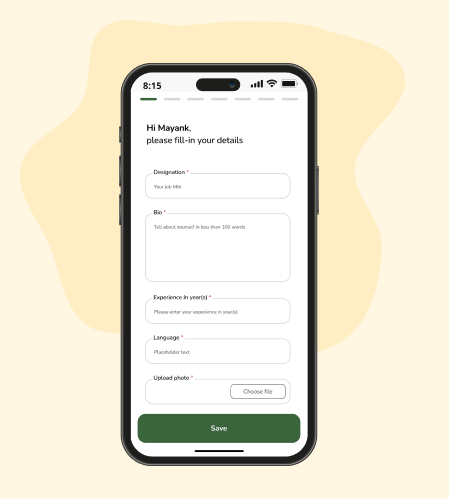 8:15
Hi Mayank,
please fill-in your details
Designation *
Your job title
Bio *
Tell about yourself in less than 100 words
Experience In year(s) *
Please enter your experience in year(s)
Language *
Placeholder text
Upload photo *
Choose file
Save